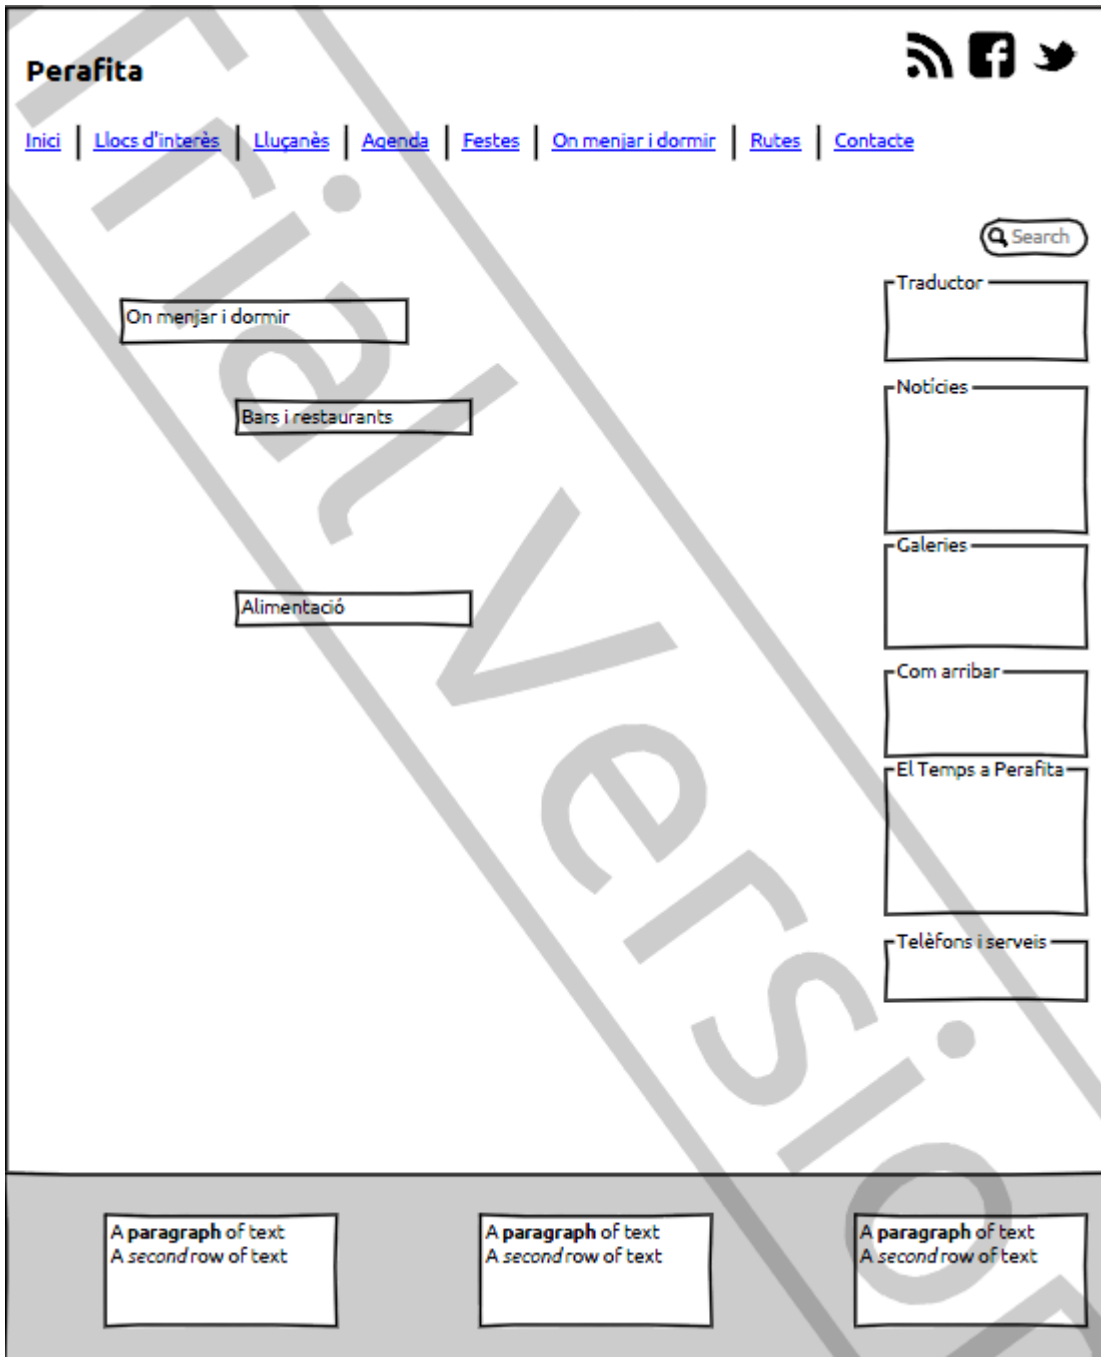 Perafita
Inici | Llocs d'interès | Lluçanès | Agenda | Festes | On menjar i dormir | Rutes | Contacte
Search
On menjar i dormir
Bars i restaurants
Alimentació
Traductor
Notícies
Galeries
Com arribar
El Temps a Perafita
Telèfons i serveis
A paragraph of text
A second row of text
A paragraph of text
A second row of text
A paragraph of text
A second row of text
Trial Version